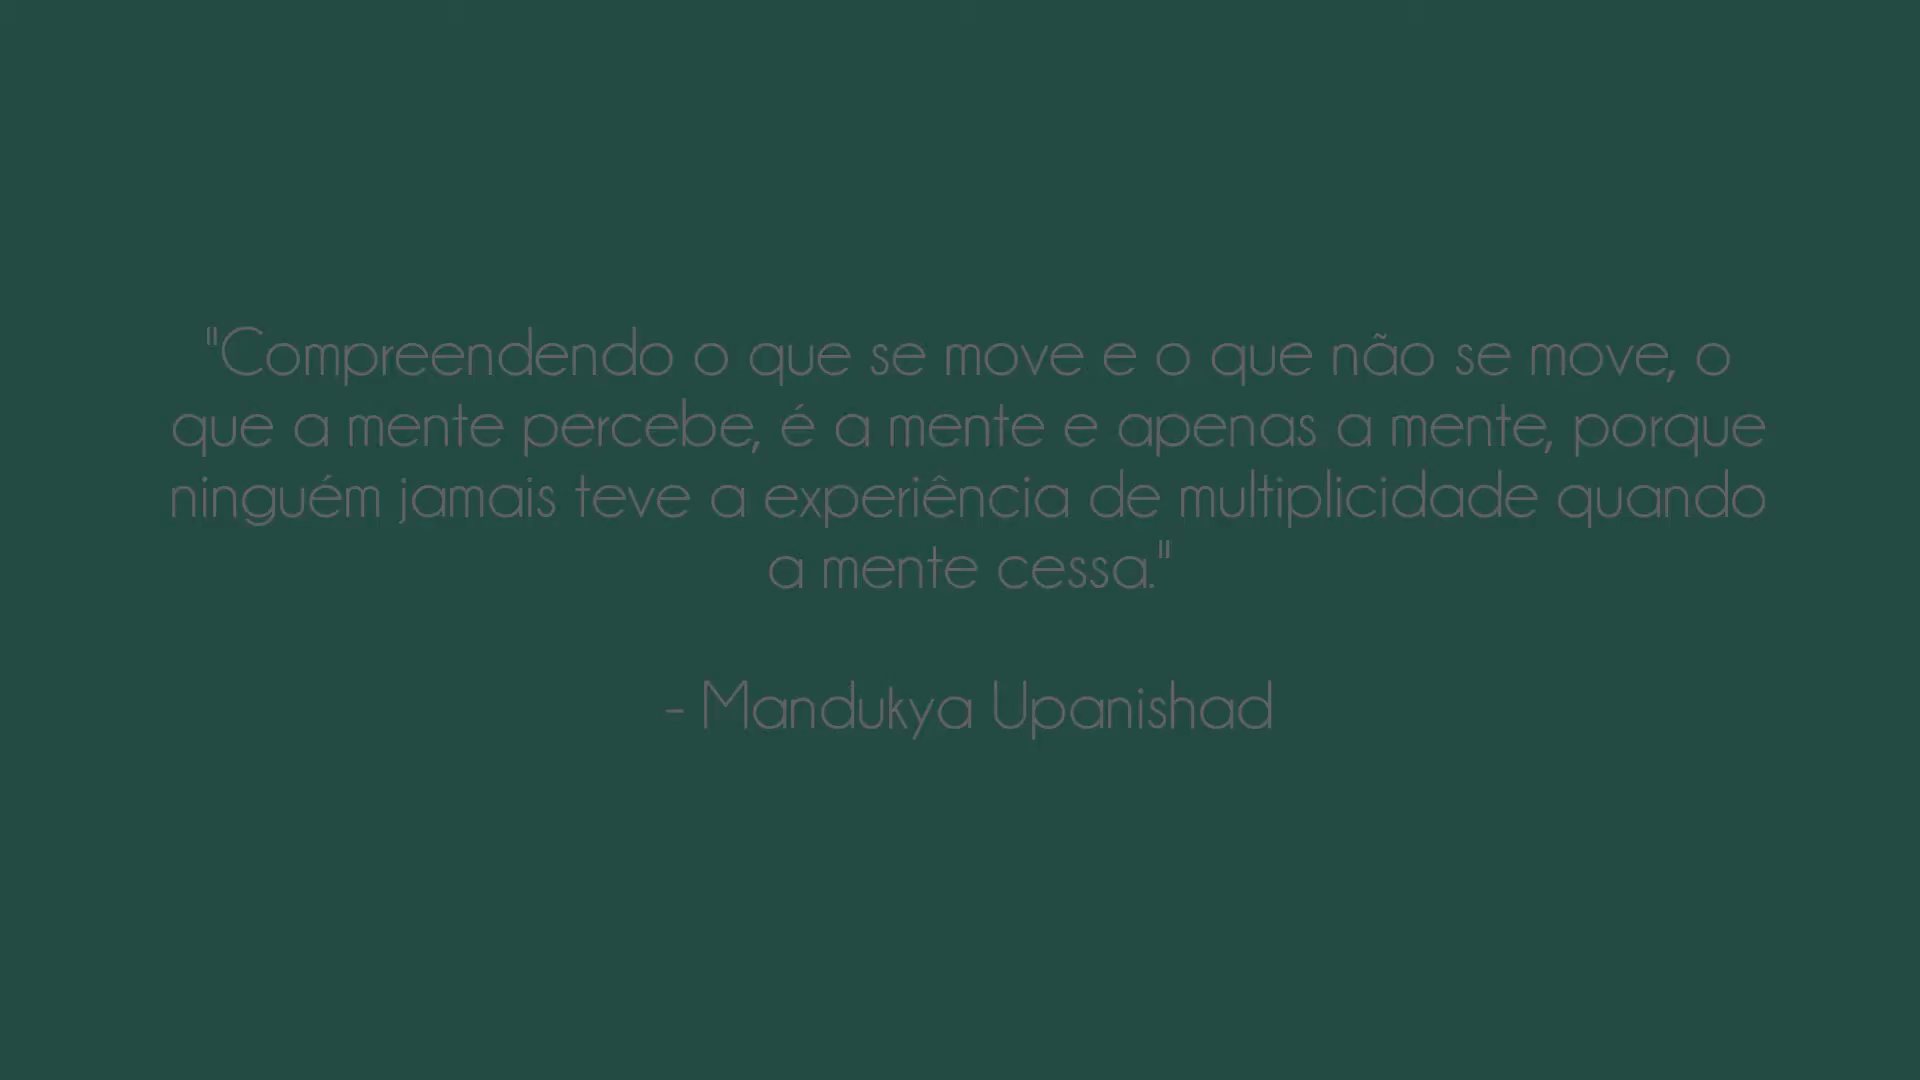 "Compreendendo o que se move e o que não se move, o
que a mente percebe, é a mente e apenas a mente, porque
ninguém jamais teve a experiência de multiplicidade quando
a mente cessa."
- Mandukya Upanishad